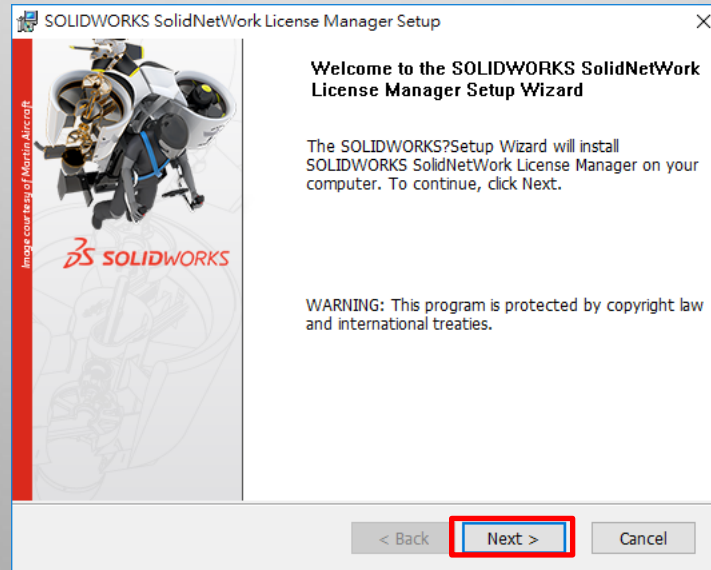 SOLIDWORKS SolidNetWork License Manager Setup
Image courtesy of Martin Aircraft
SOLIDWORKS
Welcome to the SOLIDWORKS SolidNetWork
License Manager Setup Wizard
The SOLIDWORKS?Setup Wizard will install
SOLIDWORKS SolidNetWork License Manager on your
computer. To continue, click Next.
WARNING: This program is protected by copyright law
and international treaties.
< Back
Next >
Cancel